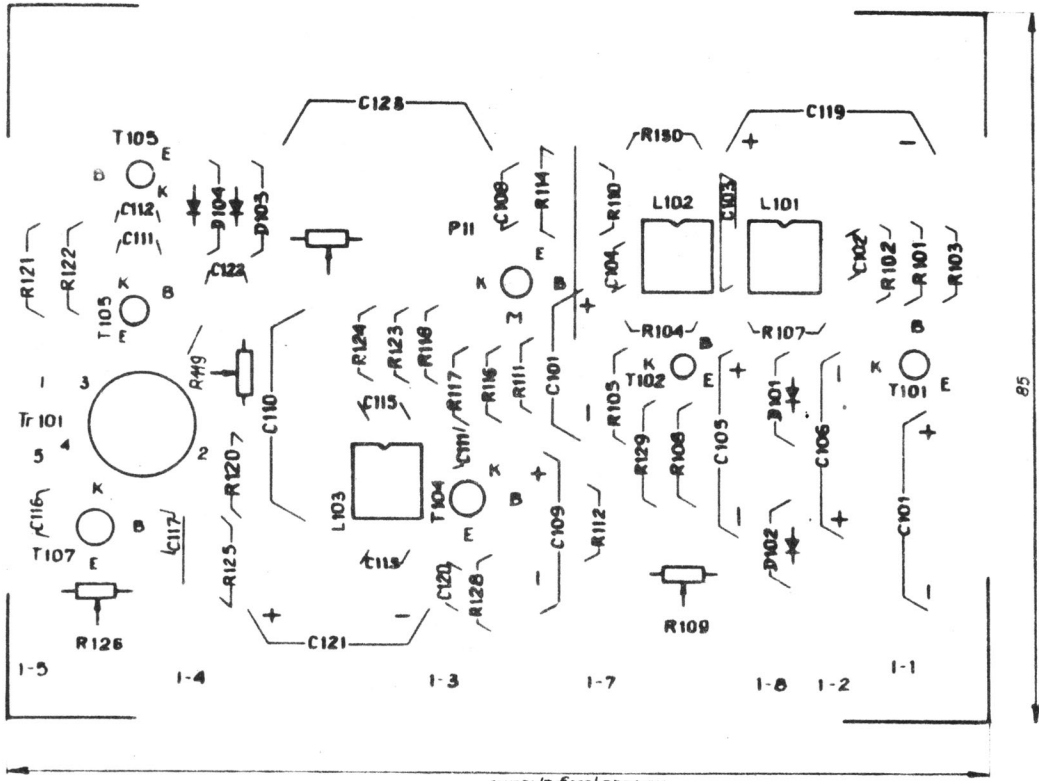 C128
C119
T105
E
B
K
C112
C111
D104
D103
C123
R121
R122
T105
B
E
C108
R114
P11
E
K
B
M
R110
C104
R130
L102
C103
L101
+
-
C102
R102
R101
R103
R104
R107
K
B
T102
E
B
K
E
T101
R119
1
3
Tr101
4
5
2
C110
R124
R123
R118
R117
R116
R111
C101
+
-
C115
C111
R105
R129
R108
C105
+
-
D101
C106
-
+
C101
+
-
C116
K
B
T107
E
C117
R120
R125
L103
T104
K
B
E
C109
+
-
R112
C113
C120
R128
D102
R126
+
-
C121
R109
1-5
1-4
1-3
1-7
1-8
1-2
1-1
85